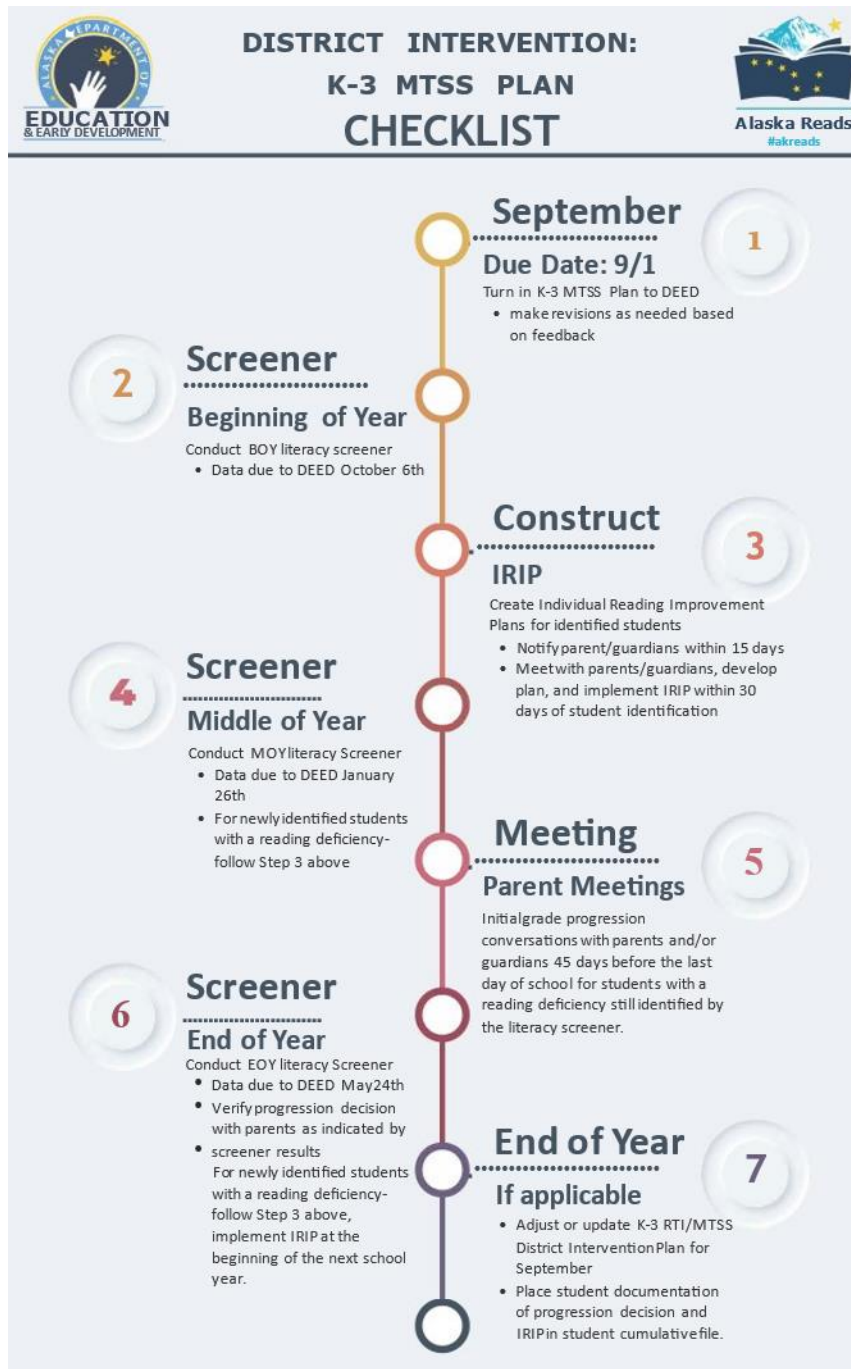 ALASKA DEPARTMENT OF
EDUCATION
& EARLY DEVELOPMENT
DISTRICT INTERVENTION:
K-3 MTSS PLAN
CHECKLIST
Alaska Reads
#akreads
September
1
Due Date: 9/1
Turn in K-3 MTSS Plan to DEED
• make revisions as needed based
on feedback
2
Screener
Beginning of Year
Conduct BOY literacy screener
• Data due to DEED October 6th
Construct
3
IRIP
Create Individual Reading Improvement
Plans for identified students
• Notify parent/guardians within 15 days
• Meet with parents/guardians, develop
plan, and implement IRIP within 30
days of student identification
4
Screener
Middle of Year
Conduct MOY literacy Screener
• Data due to DEED January
26th
• For newly identified students
with a reading deficiency-
follow Step 3 above
Meeting
5
Parent Meetings
Initial grade progression
conversations with parents and/or
guardians 45 days before the last
day of school for students with a
reading deficiency still identified by
the literacy screener.
6
Screener
End of Year
Conduct EOY literacy Screener
• Data due to DEED May 24th
• Verify progression decision
with parents as indicated by
• screener results
For newly identified students
with a reading deficiency-
follow Step 3 above,
implement IRIP at the
beginning of the next school
year.
End of Year
7
If applicable
• Adjust or update K-3 RTI/MTSS
District Intervention Plan for
September
• Place student documentation
of progression decision and
IRIP in student cumulative file.